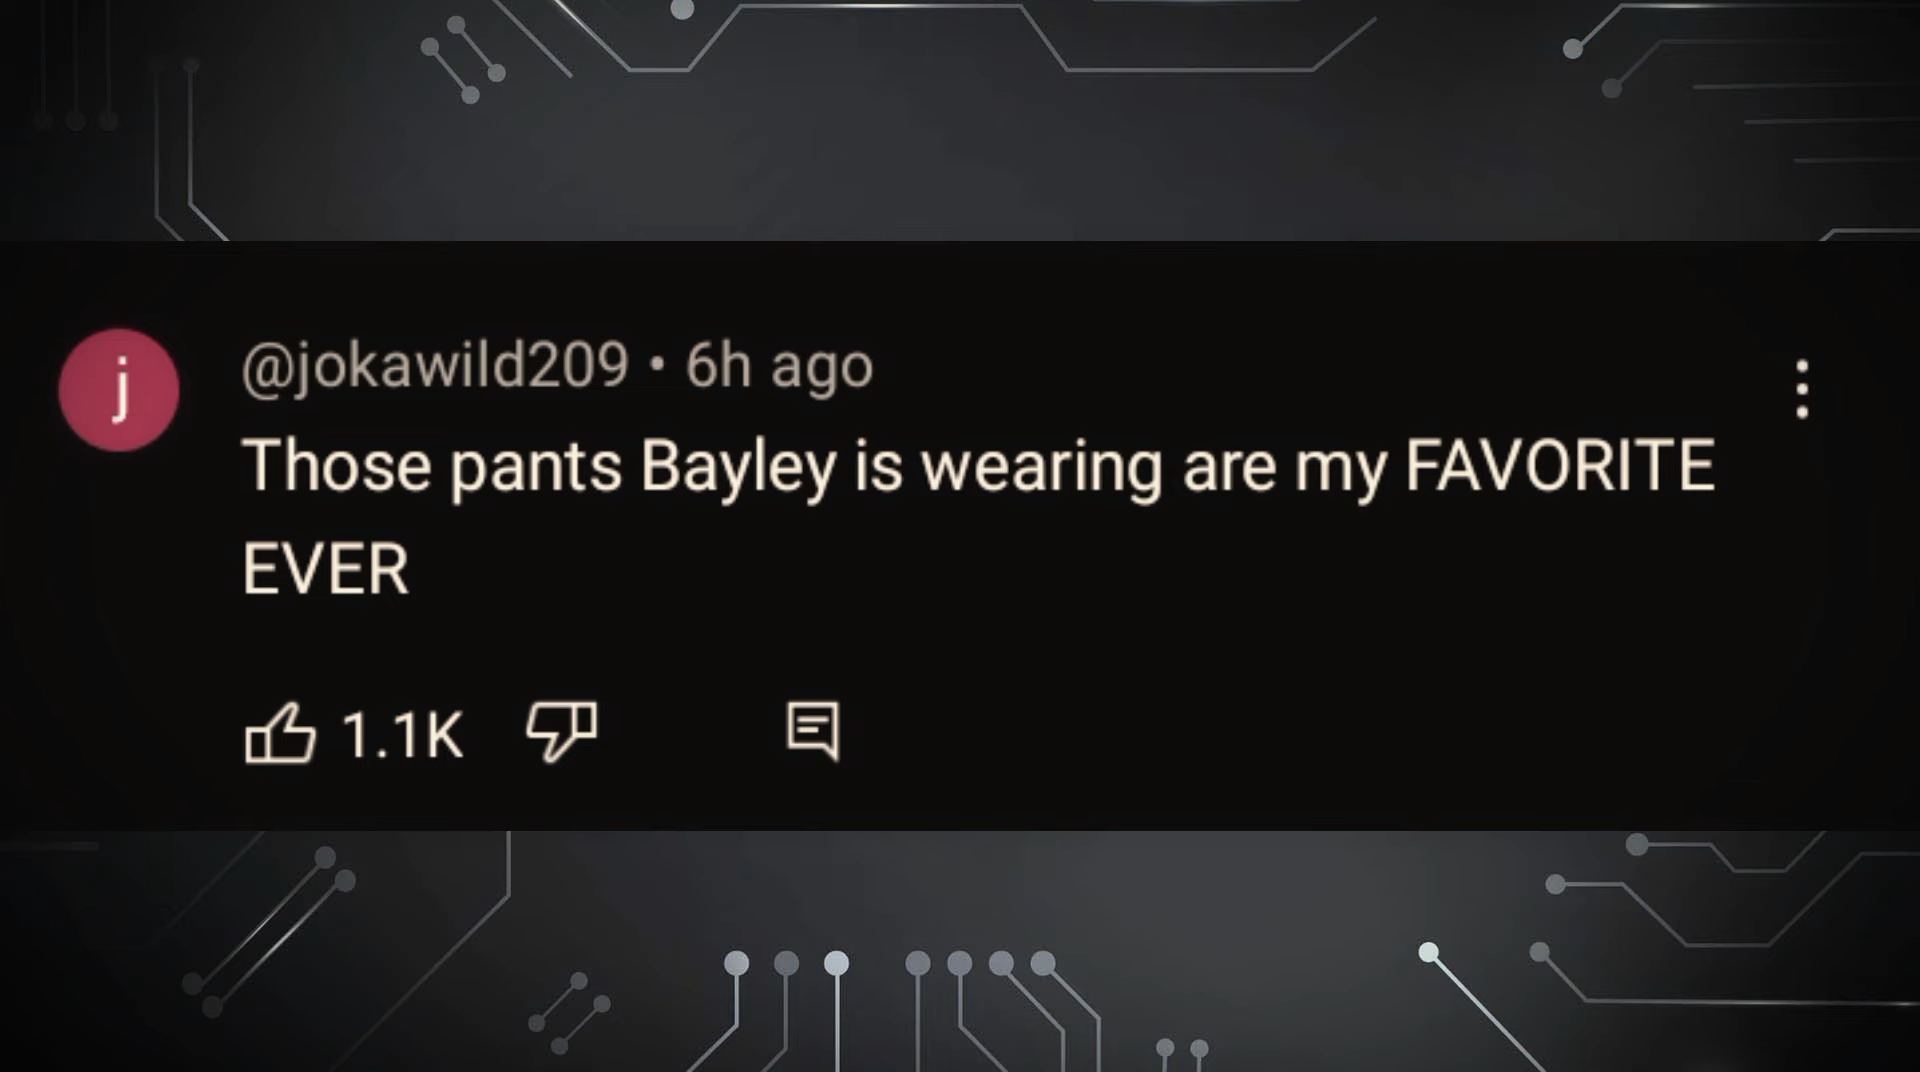 j
@jokawild209 • 6h ago
Those pants Bayley is wearing are my FAVORITE
EVER
1.1K